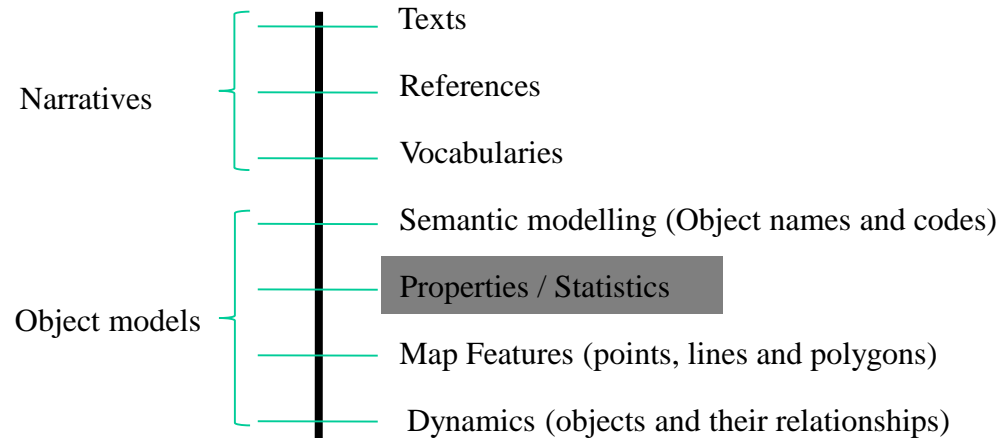 Texts
References
Narratives
Vocabularies
Semantic modelling (Object names and codes)
Properties / Statistics
Object models
Map Features (points, lines and polygons)
Dynamics (objects and their relationships)